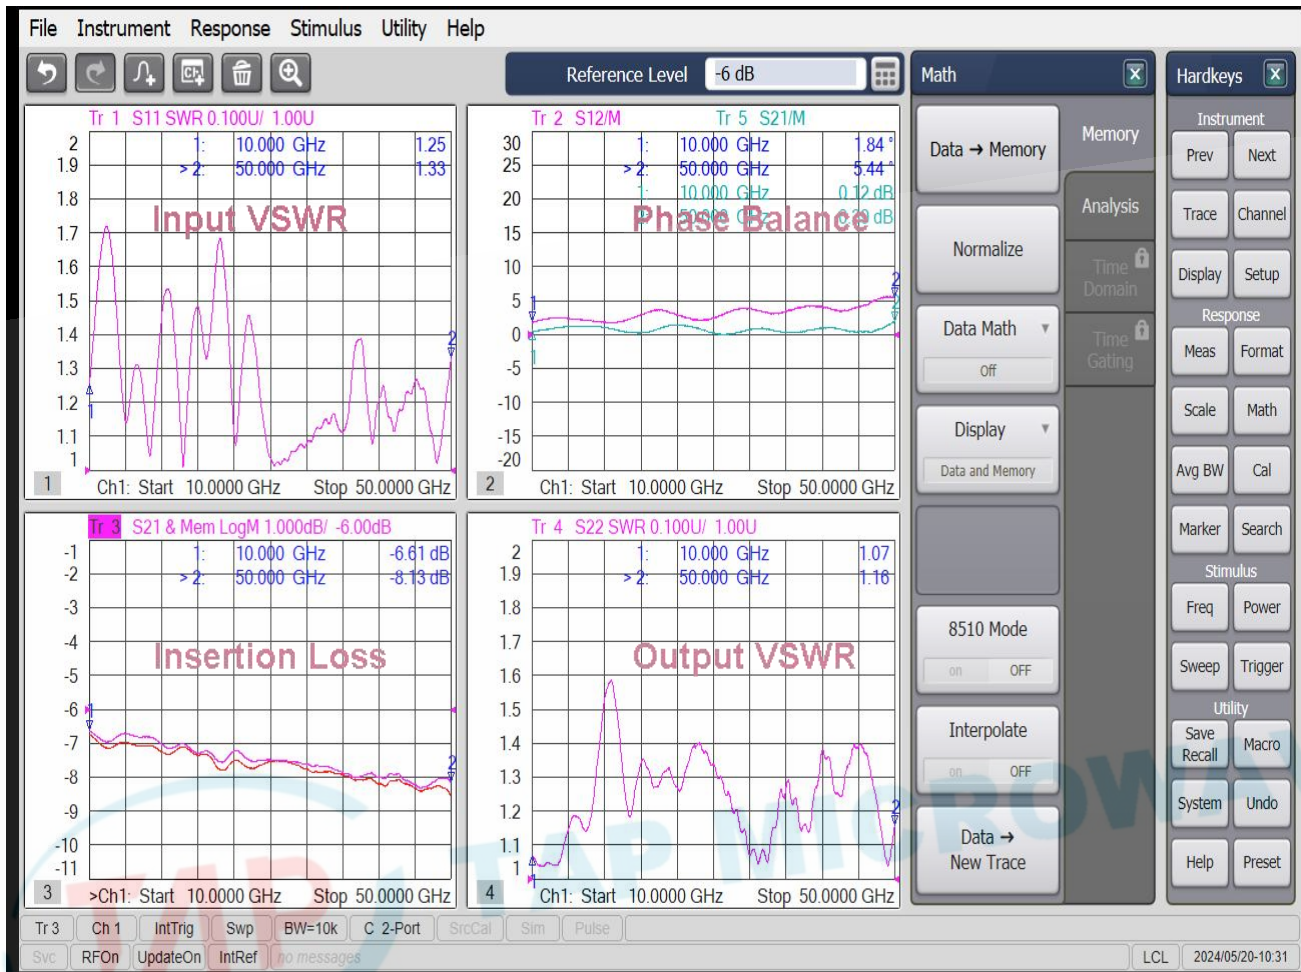 File Instrument Response Stimulus Utility Help
Reference Level -6 dB
Tr 1 S11 SWR 0.100U/ 1.00U
1: 10.000 GHz 1.25
> 2: 50.000 GHz 1.33
2
1.9
1.8
1.7
1.6
1.5
1.4
1.3
1.2
1.1
1
Input VSWR
1
2
1 Ch1: Start 10.0000 GHz Stop 50.0000 GHz
Tr 2 S12/M Tr 5 S21/M
1: 10.000 GHz 1.84 °
> 2: 50.000 GHz 5.44 °
1: 10.000 GHz 0.12 dB
30
25
20
15
10
5
0
-5
-10
-15
-20
Phase Balance
1
2
1
2
2 Ch1: Start 10.0000 GHz Stop 50.0000 GHz
Tr 3 S21 & Mem LogM 1.000dB/ -6.00dB
1: 10.000 GHz -6.61 dB
> 2: 50.000 GHz -8.13 dB
-1
-2
-3
-4
-5
-6
-7
-8
-9
-10
-11
Insertion Loss
1
2
3 >Ch1: Start 10.0000 GHz Stop 50.0000 GHz
Tr 4 S22 SWR 0.100U/ 1.00U
1: 10.000 GHz 1.07
> 2: 50.000 GHz 1.16
2
1.9
1.8
1.7
1.6
1.5
1.4
1.3
1.2
1.1
1
Output VSWR
1
2
4 Ch1: Start 10.0000 GHz Stop 50.0000 GHz
Math
Data → Memory
Normalize
Data Math
Off
Display
Data and Memory
8510 Mode
on OFF
Interpolate
on OFF
Data →
New Trace
Memory
Analysis
Time
Domain
Time
Gating
Hardkeys
Instrument
Prev Next
Trace Channel
Display Setup
Response
Meas Format
Scale Math
Avg BW Cal
Marker Search
Stimulus
Freq Power
Sweep Trigger
Utility
Save
Recall Macro
System Undo
Help Preset
TAP
TAP MICROWAV
Tr 3 Ch 1 IntTrig Swp BW=10k C 2-Port SrcCal Sim Pulse
Svc RFOn UpdateOn IntRef no messages LCL 2024/05/20-10:31